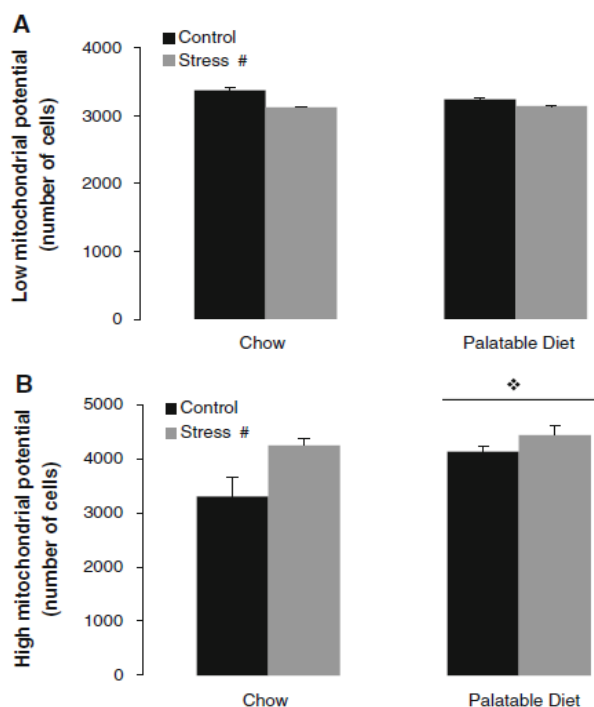 A
Low mitochondrial potential
(number of cells)
4000
3000
2000
1000
0
Control
Stress #
Chow
Palatable Diet
B
High mitochondrial potential
(number of cells)
5000
4000
3000
2000
1000
0
Control
Stress #
❖
Chow
Palatable Diet